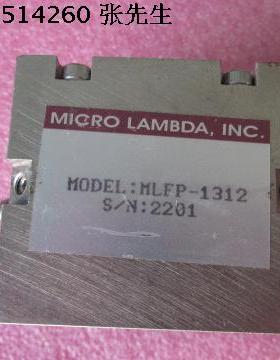 514260 张先生
MICRO LAMBDA, INC.
MODEL:MLFP-1312
S/N:2201